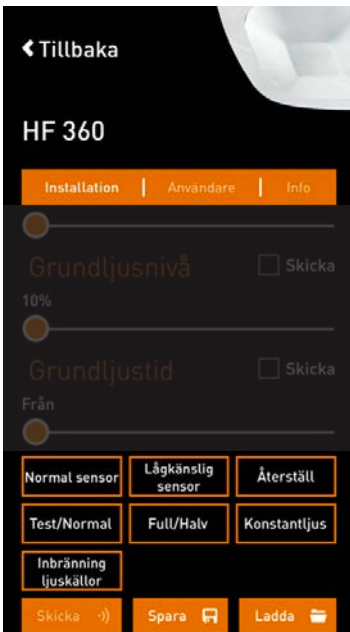 Tillbaka
HF 360
Installation | Användare | Info
Grundljusnivå Skicka
10%
Grundljustid Skicka
Från
Normal sensor Lågkänslig sensor Återställ
Test/Normal Full/Halv Konstantljus
Inbränning ljuskällor
Skicka Spara Ladda